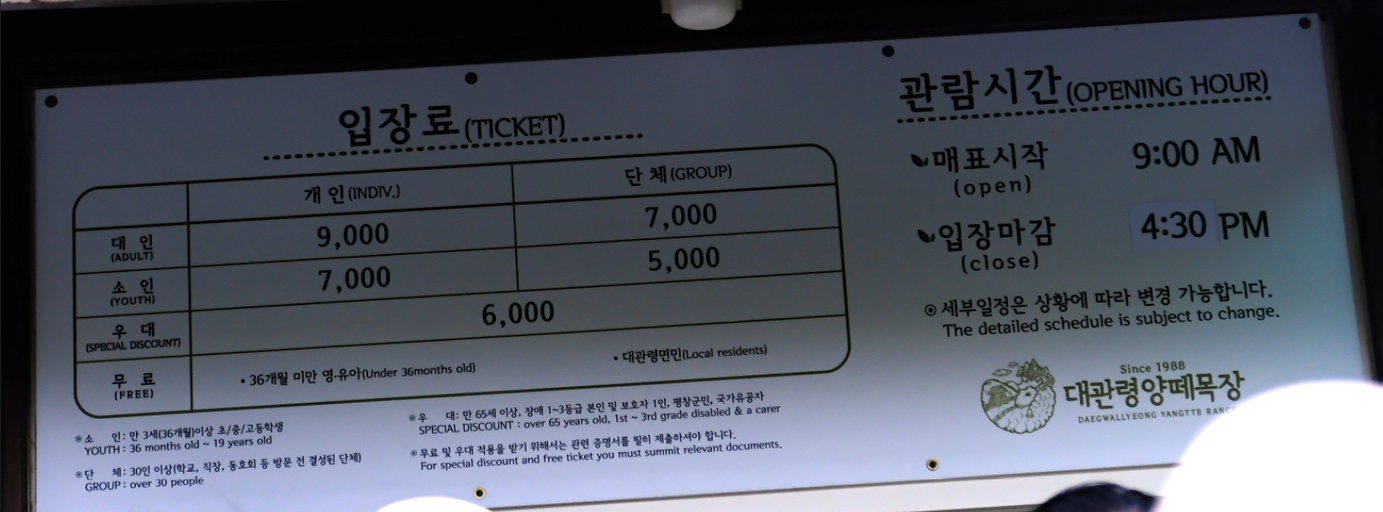 입장료(TICKET)
개 인(INDIV.) 단 체(GROUP)
대 인 9,000 7,000
(ADULT)
소 인 7,000 5,000
(YOUTH)
우 대 6,000
(SPECIAL DISCOUNT)
무 료 • 36개월 미만 영·유아(Under 36months old) • 대관령면민(Local residents)
(FREE)
◉ 소 인 : 만 3세(36개월)이상 초/중/고등학생
YOUTH : 36 months old ~ 19 years old
◉ 단 체 : 30인 이상(학교, 직장, 동호회 등 방문 전 결성된 단체)
GROUP : over 30 people
◉ 우 대 : 만 65세 이상, 장애 1~3등급 본인 및 보호자 1인, 평창군민, 국가유공자
SPECIAL DISCOUNT : over 65 years old, 1st ~ 3rd grade disabled & a carer
◉ 무료 및 우대 적용을 받기 위해서는 관련 증명서를 필히 제출하셔야 합니다.
For special discount and free ticket you must summit relevant documents.
관람시간(OPENING HOUR)
매표시작 9:00 AM
(open)
입장마감 4:30 PM
(close)
◉ 세부일정은 상황에 따라 변경 가능합니다.
The detailed schedule is subject to change.
Since 1988
대관령양떼목장
DAEGWALLYEONG YANGTTE